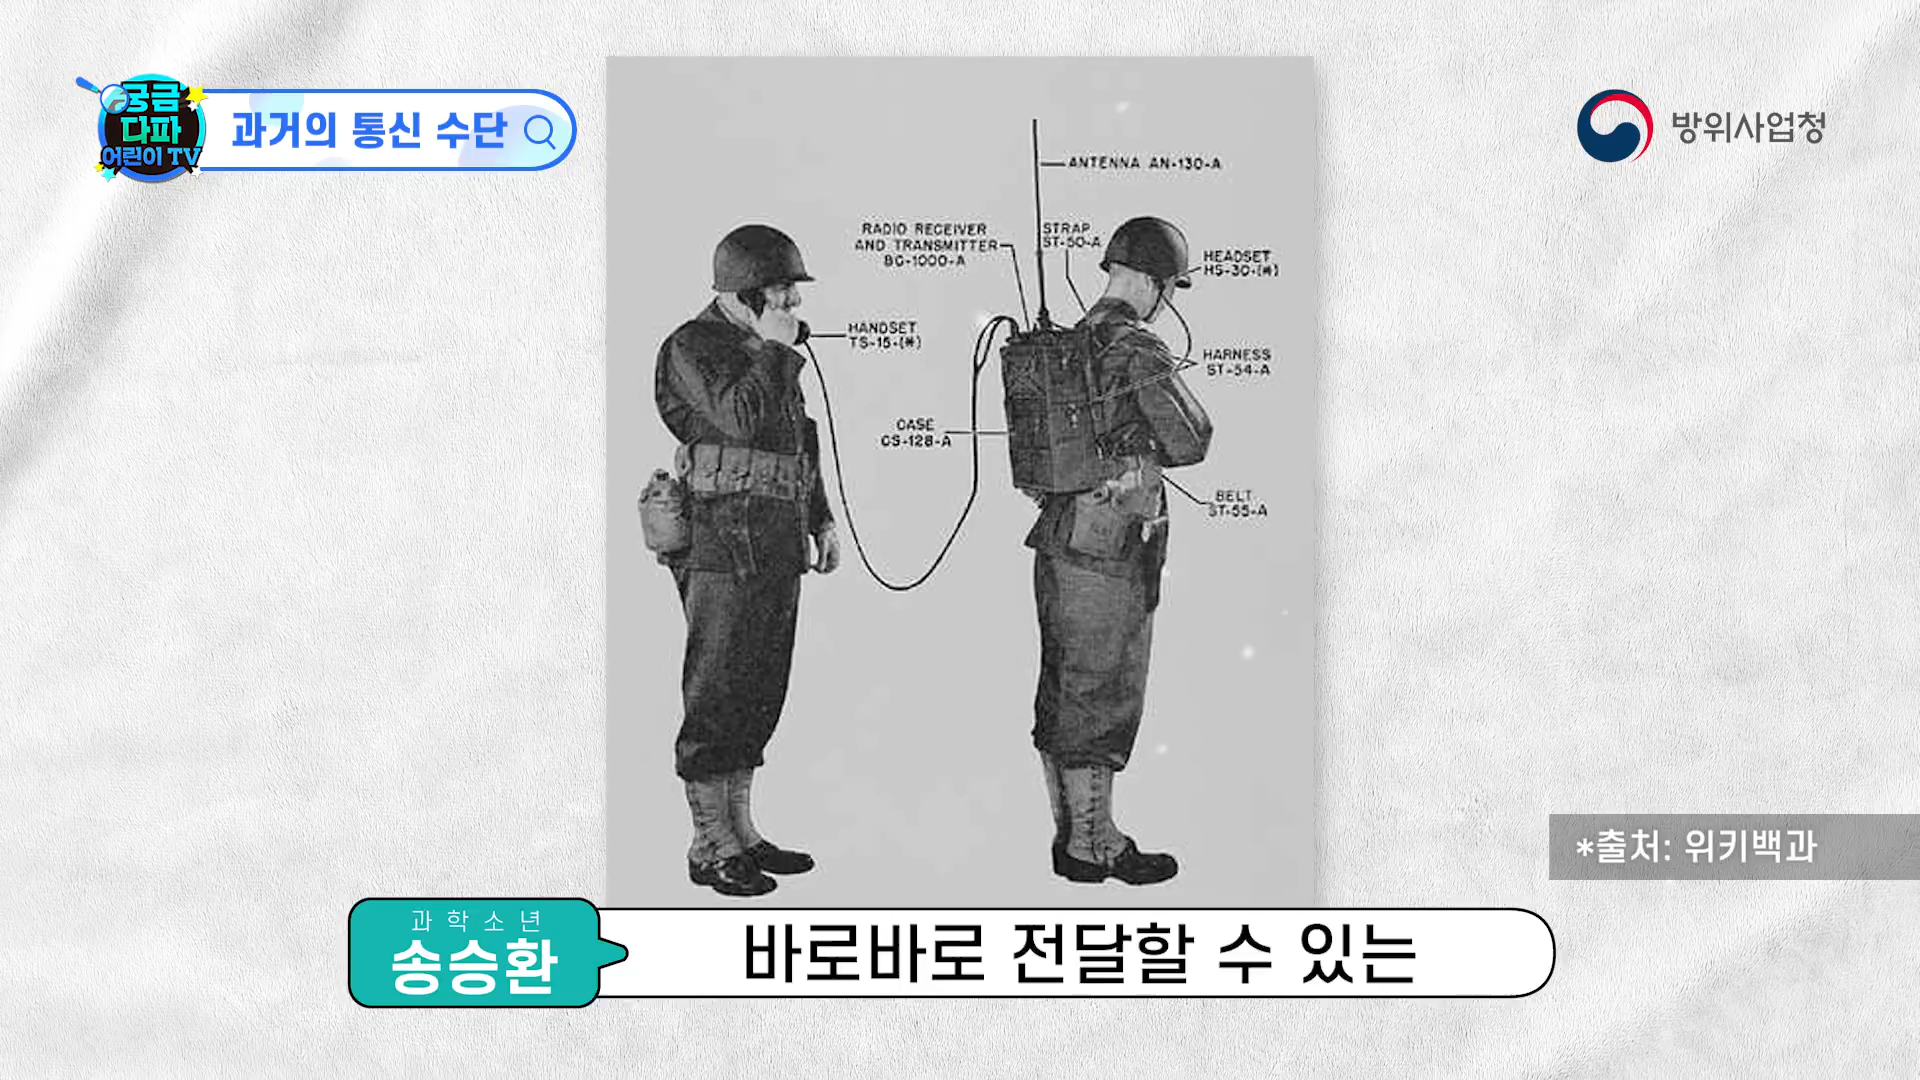 궁금
다파
어린이 TV
과거의 통신 수단
방위사업청
ANTENNA AN-130-A
RADIO RECEIVER
AND TRANSMITTER
BC-1000-A
STRAP
ST-50-A
HEADSET
HS-30-(*)
HANDSET
TS-15-(*)
HARNESS
ST-54-A
CASE
CS-128-A
BELT
ST-55-A
*출처: 위키백과
과학소년
송승환
바로바로 전달할 수 있는